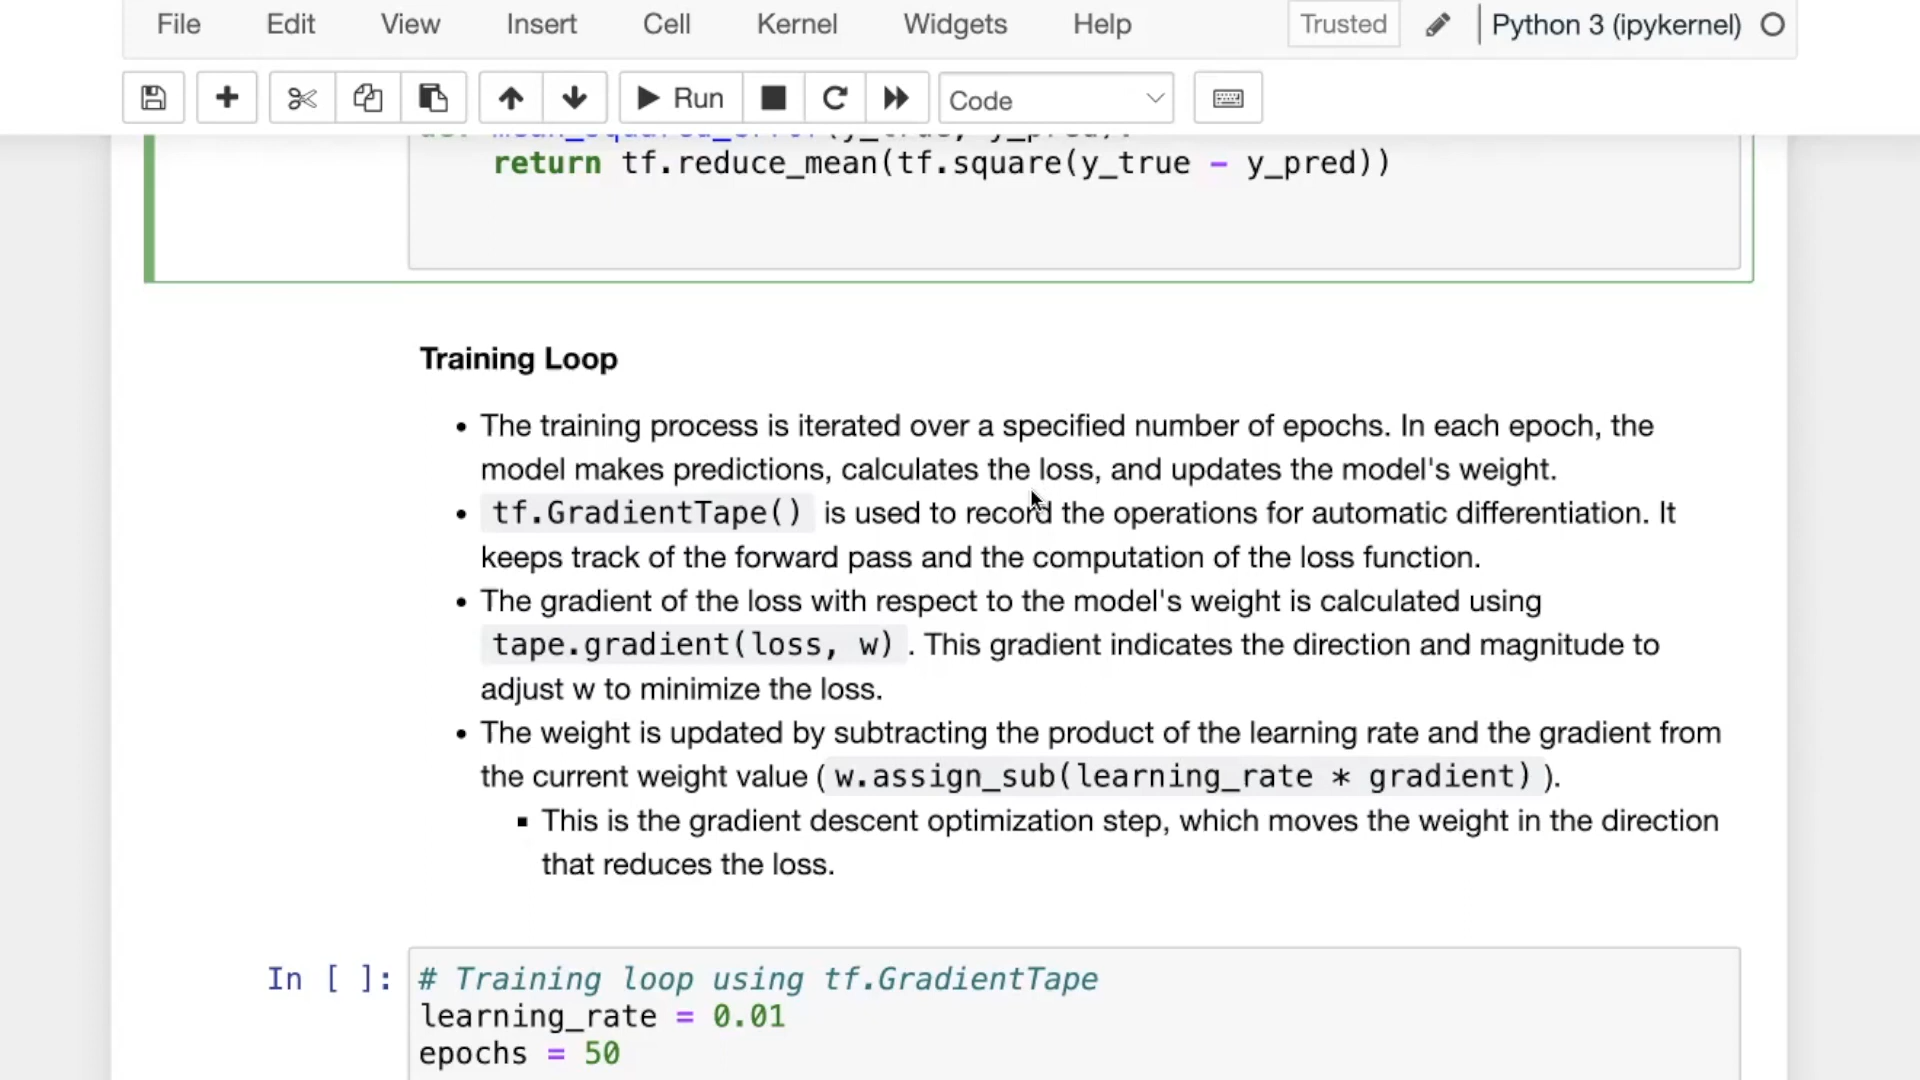 File Edit View Insert Cell Kernel Widgets Help Trusted Python 3 (ipykernel)
Run Code
mean_squared_error(y_true, y_pred):
return tf.reduce_mean(tf.square(y_true - y_pred))
Training Loop
• The training process is iterated over a specified number of epochs. In each epoch, the
model makes predictions, calculates the loss, and updates the model's weight.
• tf.GradientTape() is used to record the operations for automatic differentiation. It
keeps track of the forward pass and the computation of the loss function.
• The gradient of the loss with respect to the model's weight is calculated using
tape.gradient(loss, w) . This gradient indicates the direction and magnitude to
adjust w to minimize the loss.
• The weight is updated by subtracting the product of the learning rate and the gradient from
the current weight value ( w.assign_sub(learning_rate * gradient) ).
▪ This is the gradient descent optimization step, which moves the weight in the direction
that reduces the loss.
In [ ]: # Training loop using tf.GradientTape
learning_rate = 0.01
epochs = 50